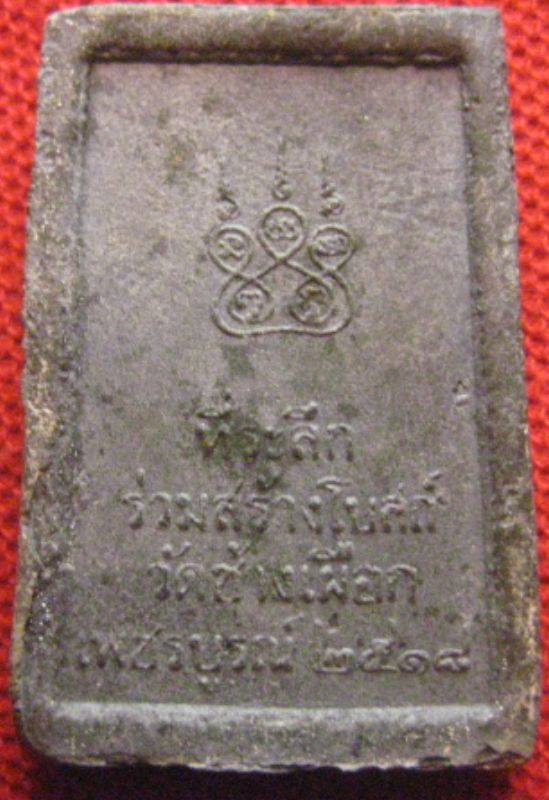 ที่ระลึก
ร่วมสร้างโบสถ์
วัดช้างเผือก
เพชรบูรณ์ ๒๕๑๘